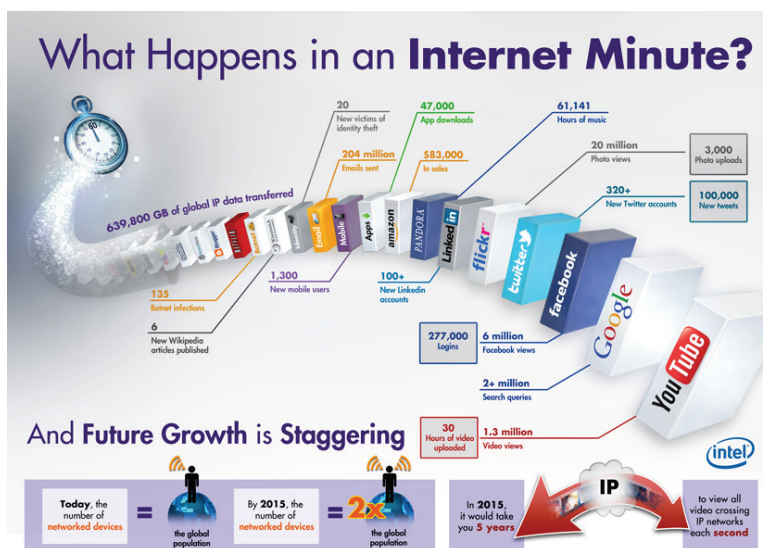 What Happens in an Internet Minute?
60
20
New victims of
identity theft
47,000
App downloads
61,141
Hours of music
204 million
Emails sent
$83,000
In sales
20 million
Photo views
3,000
Photo uploads
320+
New Twitter accounts
100,000
New tweets
639,800 GB of global IP data transferred
NETFLIX
Botnet
Identity
Email
Mobile
Apps
amazon
PANDORA
Linked in
flickr
twitter
facebook
Google
YouTube
135
Botnet infections
6
New Wikipedia
articles published
1,300
New mobile users
100+
New Linkedin
accounts
277,000
Logins
6 million
Facebook views
2+ million
Search queries
30
Hours of video
uploaded
1.3 million
Video views
And Future Growth is Staggering
intel
Today, the
number of
networked devices
=
the global
population
By 2015, the
number of
networked devices
=
2x
the global
population
In 2015,
it would take
you 5 years
IP
to view all
video crossing
IP networks
each second